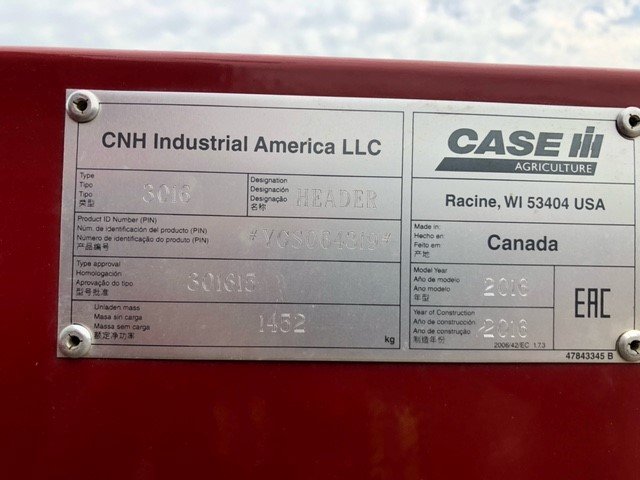 CNH Industrial America LLC
Type
Tipo
Tipo
类型
3016
Designation
Designación
Designação
名称
HEADER
Product ID Number (PIN)
Núm. de identificación del producto (PIN)
Número de identificação do produto (PIN)
产品编号
*YGS064319*
Type approval
Homologación
Aprovação do tipo
型号批准
Unladen mass
Masa sin carga
Massa sem carga
额定净功率
1452
kg
CASE IH
AGRICULTURE
Racine, WI 53404 USA
Made in:
Hecho en:
Feito em:
产地
Canada
Model Year
Año de modelo
Ano modelo
年型
2016
Year of Construction
Año de construcción
Ano de construção
制造年份
2016
2006/42/EC 1.7.3
EAC
47843345 B